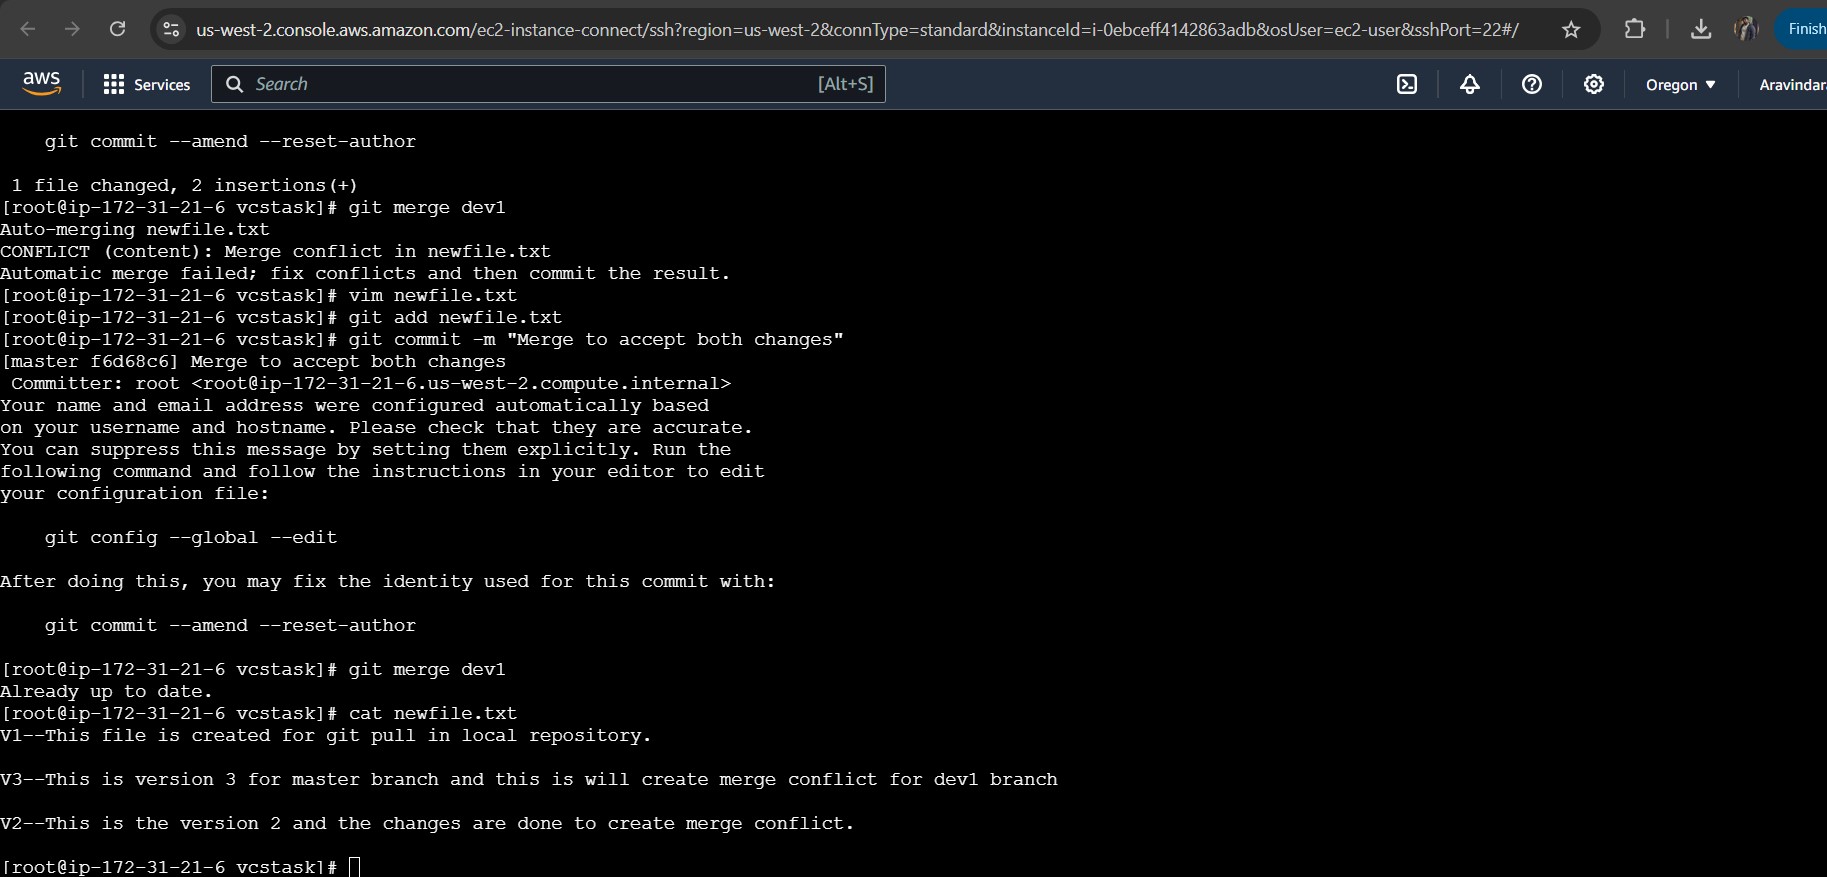 us-west-2.console.aws.amazon.com/ec2-instance-connect/ssh?region=us-west-2&connType=standard&instanceId=i-0ebceff4142863adb&osUser=ec2-user&sshPort=22#/
Finish
aws
Services
Search
[Alt+S]
Oregon
Aravindar
git commit --amend --reset-author
1 file changed, 2 insertions(+)
[root@ip-172-31-21-6 vcstask]# git merge dev1
Auto-merging newfile.txt
CONFLICT (content): Merge conflict in newfile.txt
Automatic merge failed; fix conflicts and then commit the result.
[root@ip-172-31-21-6 vcstask]# vim newfile.txt
[root@ip-172-31-21-6 vcstask]# git add newfile.txt
[root@ip-172-31-21-6 vcstask]# git commit -m "Merge to accept both changes"
[master f6d68c6] Merge to accept both changes
Committer: root <root@ip-172-31-21-6.us-west-2.compute.internal>
Your name and email address were configured automatically based
on your username and hostname. Please check that they are accurate.
You can suppress this message by setting them explicitly. Run the
following command and follow the instructions in your editor to edit
your configuration file:
git config --global --edit
After doing this, you may fix the identity used for this commit with:
git commit --amend --reset-author
[root@ip-172-31-21-6 vcstask]# git merge dev1
Already up to date.
[root@ip-172-31-21-6 vcstask]# cat newfile.txt
V1--This file is created for git pull in local repository.
V3--This is version 3 for master branch and this is will create merge conflict for dev1 branch
V2--This is the version 2 and the changes are done to create merge conflict.
[root@ip-172-31-21-6 vcstask]#